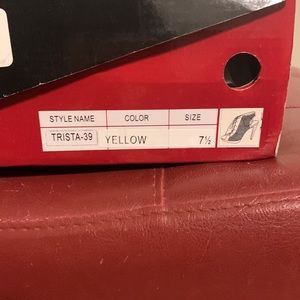 STYLE NAME COLOR SIZE
TRISTA-39 YELLOW 7½